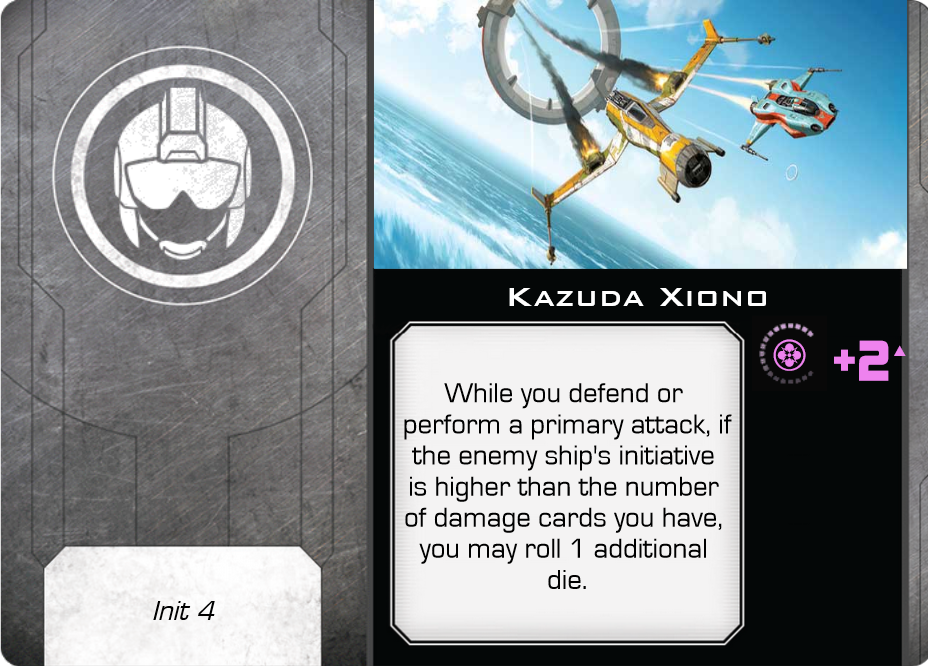 Kazuda Xiono
+2
While you defend or
perform a primary attack, if
the enemy ship's initiative
is higher than the number
of damage cards you have,
you may roll 1 additional
die.
Init 4